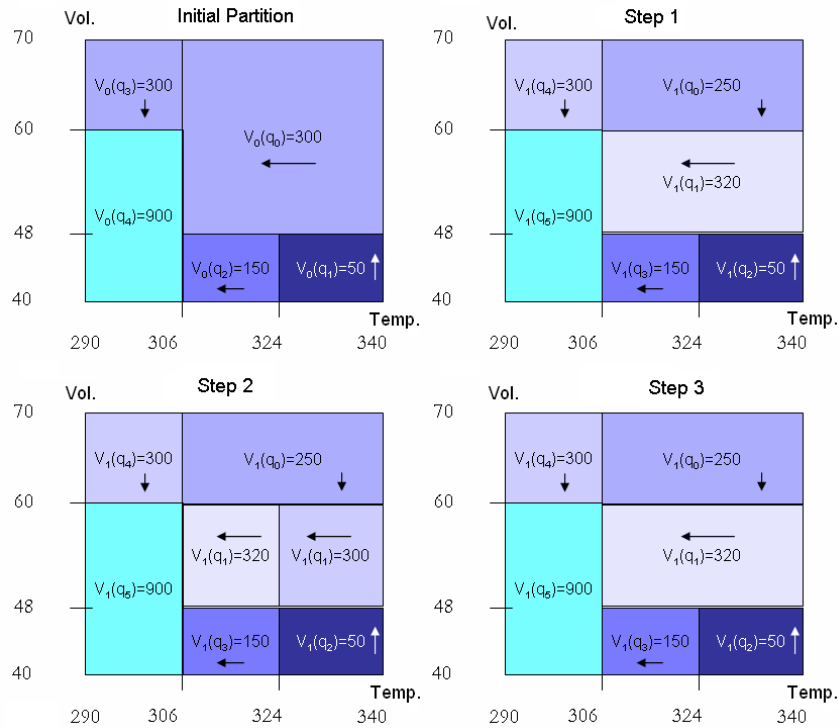 Initial Partition
Vol.
70
V₀(q₃)=300
V₀(q₀)=300
60
V₀(q₄)=900
48
V₀(q₂)=150
V₀(q₁)=50
40
Temp.
290
306
324
340
Step 1
Vol.
70
V₁(q₄)=300
V₁(q₀)=250
60
V₁(q₁)=320
V₁(q₅)=900
48
V₁(q₃)=150
V₁(q₂)=50
40
Temp.
290
306
324
340
Step 2
Vol.
70
V₁(q₄)=300
V₁(q₀)=250
60
V₁(q₁)=320
V₁(q₁)=300
V₁(q₅)=900
48
V₁(q₃)=150
V₁(q₂)=50
40
Temp.
290
306
324
340
Step 3
Vol.
70
V₁(q₄)=300
V₁(q₀)=250
60
V₁(q₁)=320
V₁(q₅)=900
48
V₁(q₃)=150
V₁(q₂)=50
40
Temp.
290
306
324
340